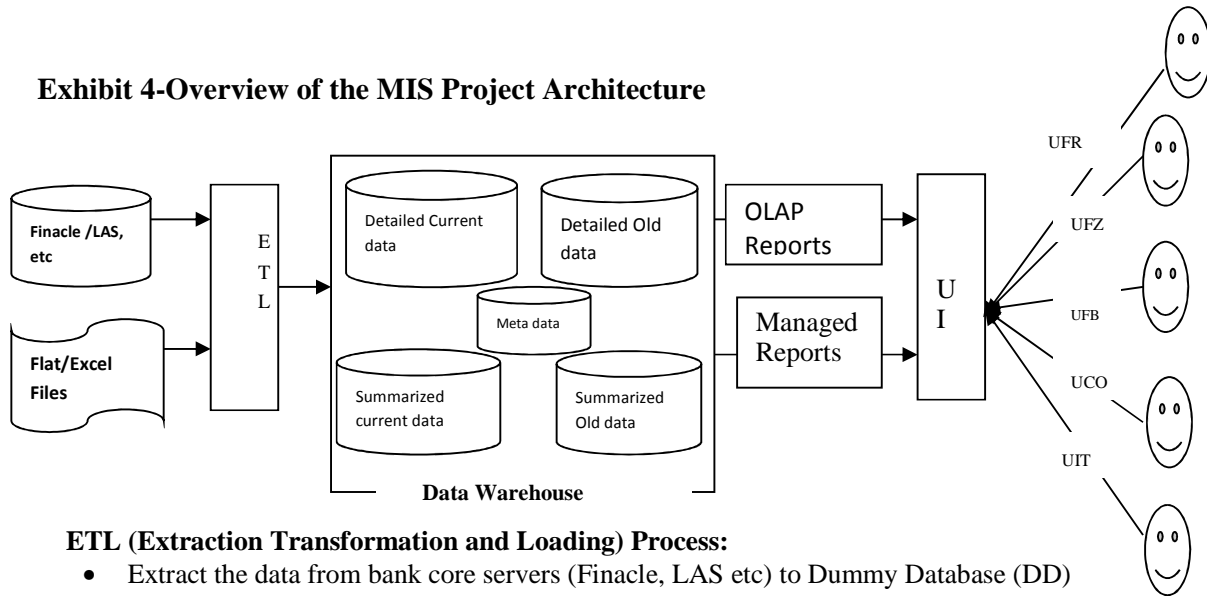 Exhibit 4-Overview of the MIS Project Architecture
Finacle /LAS,
etc
Flat/Excel
Files
E
T
L
Detailed Current
data
Detailed Old
data
Meta data
Summarized
current data
Summarized
Old data
Data Warehouse
OLAP
Reports
Managed
Reports
U
I
UFR
UFZ
UFB
UCO
UIT
ETL (Extraction Transformation and Loading) Process:
• Extract the data from bank core servers (Finacle, LAS etc) to Dummy Database (DD)